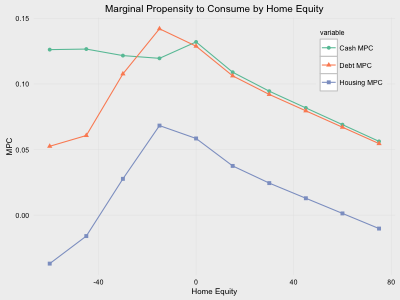 Marginal Propensity to Consume by Home Equity
0.15
0.10
0.05
0.00
MPC
-40
0
40
80
Home Equity
variable
Cash MPC
Debt MPC
Housing MPC